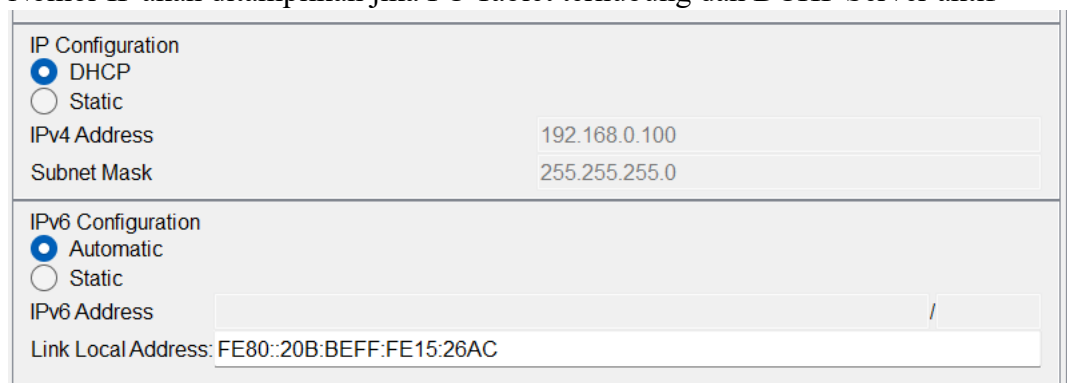 IP Configuration
DHCP
Static
IPv4 Address 192.168.0.100
Subnet Mask 255.255.255.0
IPv6 Configuration
Automatic
Static
IPv6 Address /
Link Local Address: FE80::20B:BEFF:FE15:26AC